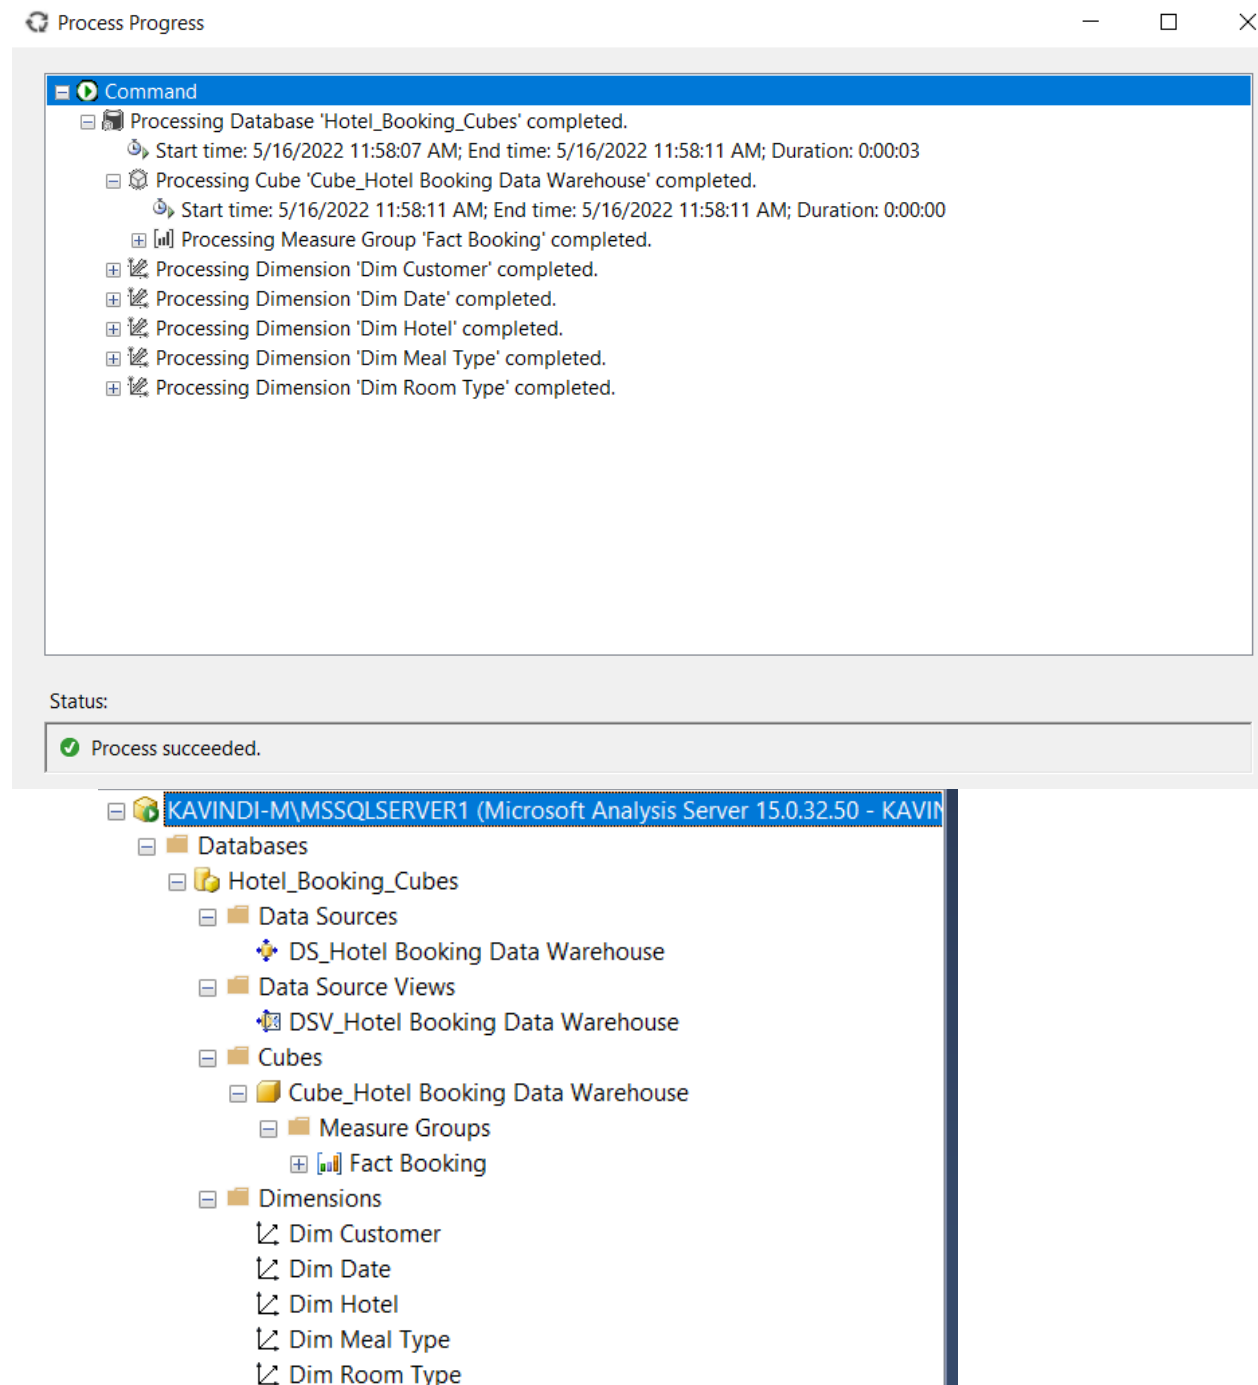 Process Progress
Command
Processing Database 'Hotel_Booking_Cubes' completed.
Start time: 5/16/2022 11:58:07 AM; End time: 5/16/2022 11:58:11 AM; Duration: 0:00:03
Processing Cube 'Cube_Hotel Booking Data Warehouse' completed.
Start time: 5/16/2022 11:58:11 AM; End time: 5/16/2022 11:58:11 AM; Duration: 0:00:00
Processing Measure Group 'Fact Booking' completed.
Processing Dimension 'Dim Customer' completed.
Processing Dimension 'Dim Date' completed.
Processing Dimension 'Dim Hotel' completed.
Processing Dimension 'Dim Meal Type' completed.
Processing Dimension 'Dim Room Type' completed.
Status:
Process succeeded.
KAVINDI-M\MSSQLSERVER1 (Microsoft Analysis Server 15.0.32.50 - KAVIN
Databases
Hotel_Booking_Cubes
Data Sources
DS_Hotel Booking Data Warehouse
Data Source Views
DSV_Hotel Booking Data Warehouse
Cubes
Cube_Hotel Booking Data Warehouse
Measure Groups
Fact Booking
Dimensions
Dim Customer
Dim Date
Dim Hotel
Dim Meal Type
Dim Room Type